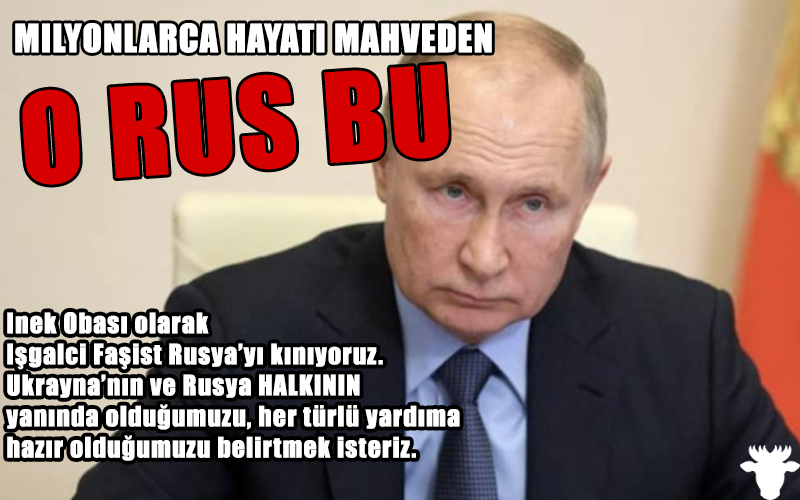 MILYONLARCA HAYATI MAHVEDEN
O RUS BU
Inek Obası olarak
Işgalci Faşist Rusya'yı kınıyoruz.
Ukrayna'nın ve Rusya HALKININ
yanında olduğumuzu, her türlü yardıma
hazır olduğumuzu belirtmek isteriz.